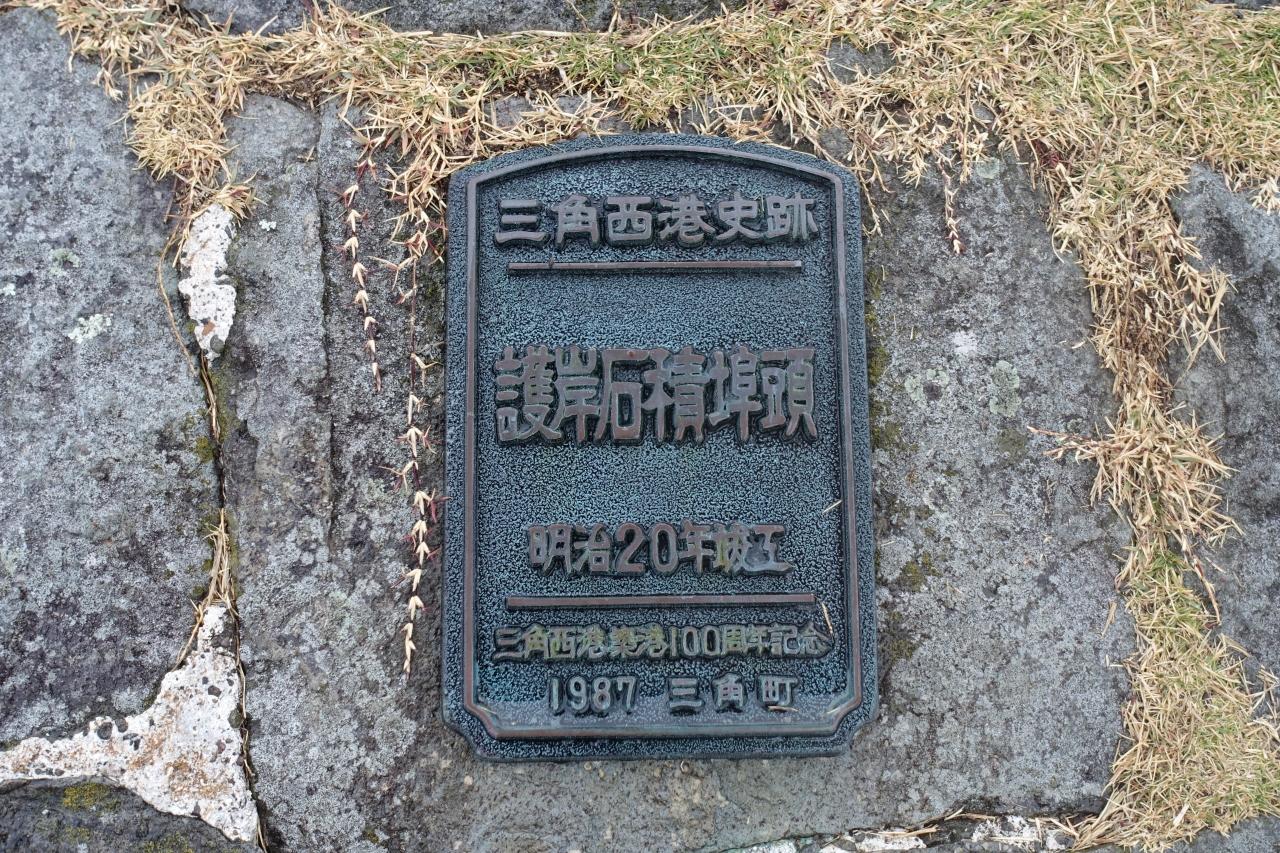 三角西港史跡
護岸石積埠頭
明治20年竣工
三角西港築港100周年記念
1987 三角町